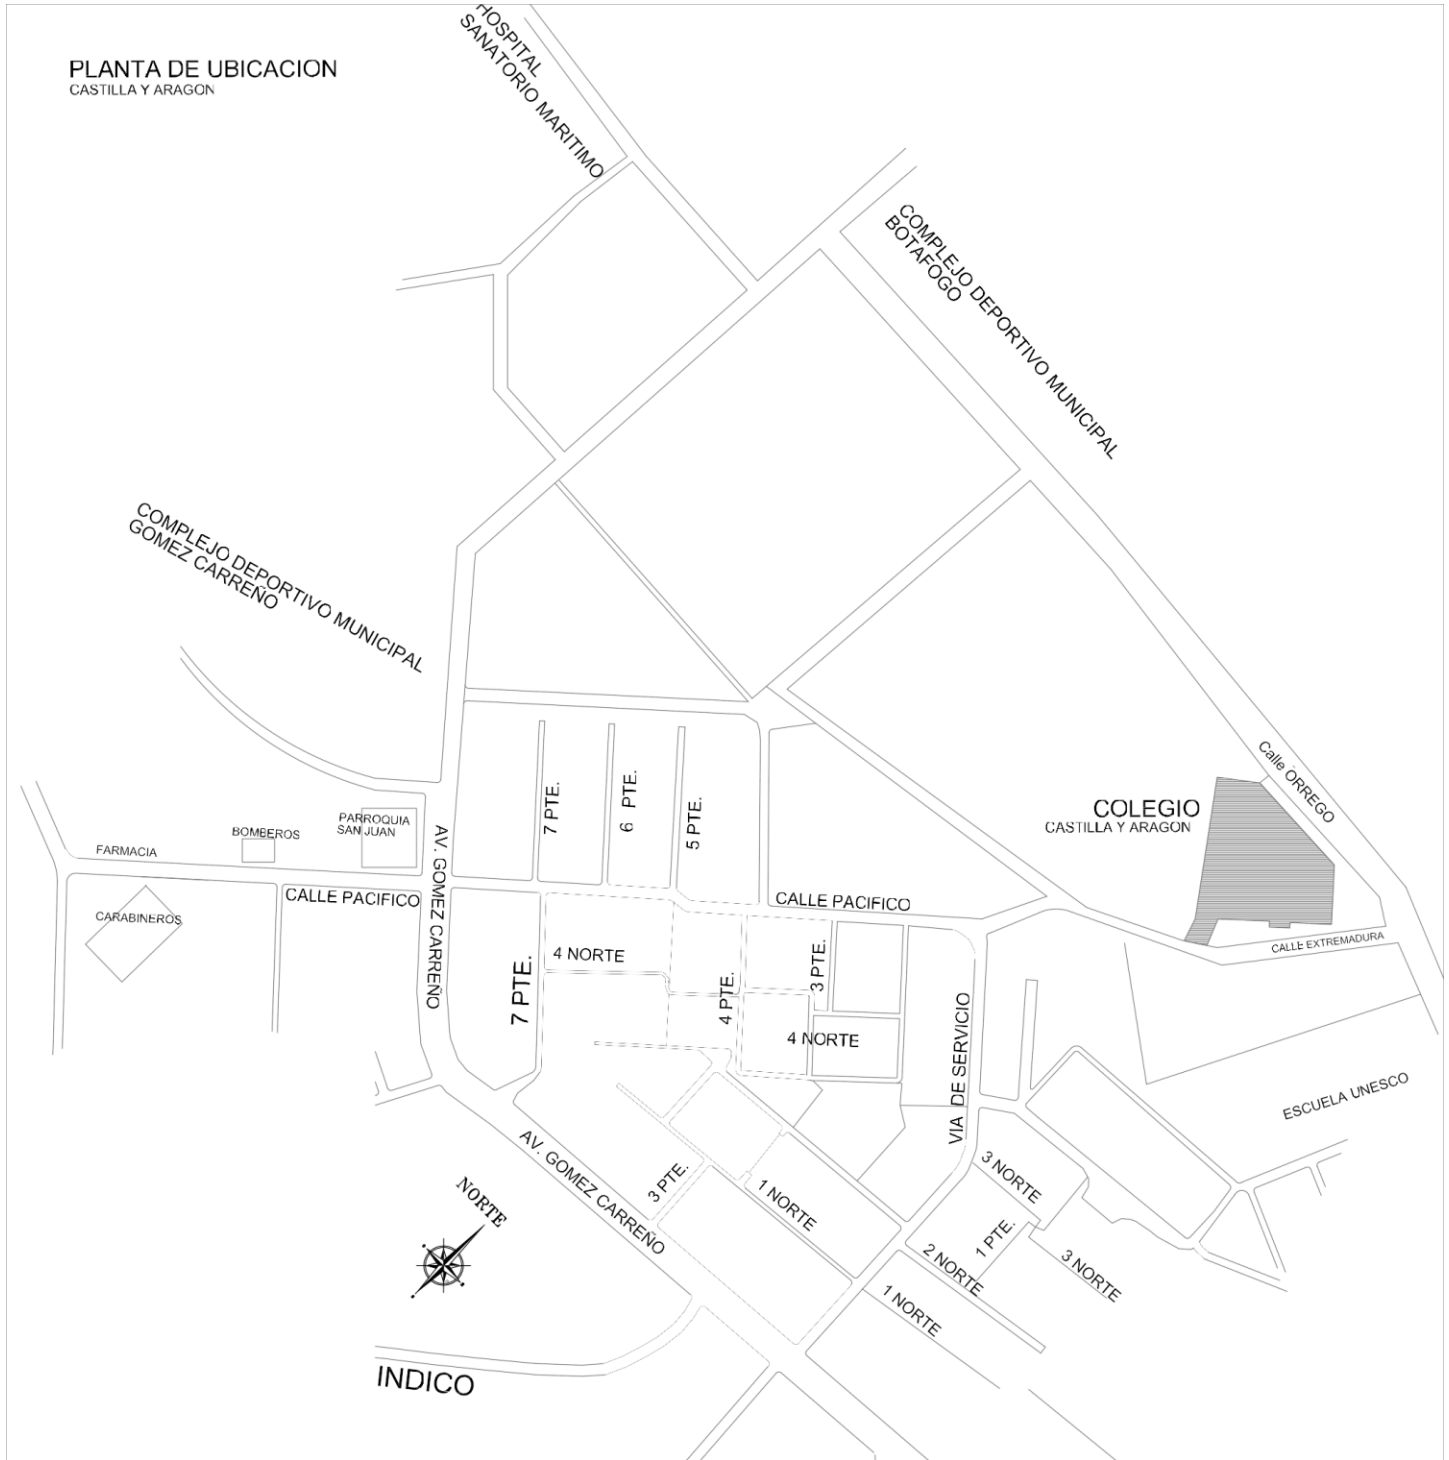 HOSPITAL
SANATORIO MARITIMO
PLANTA DE UBICACION
CASTILLA Y ARAGON
COMPLEJO DEPORTIVO MUNICIPAL
BOTAFOGO
COMPLEJO DEPORTIVO MUNICIPAL
GOMEZ CARREÑO
Calle ORREGO
COLEGIO
CASTILLA Y ARAGON
7 PTE.
6 PTE.
5 PTE.
PARROQUIA
SAN JUAN
BOMBEROS
FARMACIA
AV. GOMEZ CARREÑO
CALLE PACIFICO
CALLE PACIFICO
CARABINEROS
CALLE EXTREMADURA
4 NORTE
3 PTE.
7 PTE.
4 PTE.
4 NORTE
VIA DE SERVICIO
ESCUELA UNESCO
AV. GOMEZ CARREÑO
3 PTE.
1 NORTE
3 NORTE
1 PTE.
2 NORTE
3 NORTE
1 NORTE
NORTE
INDICO